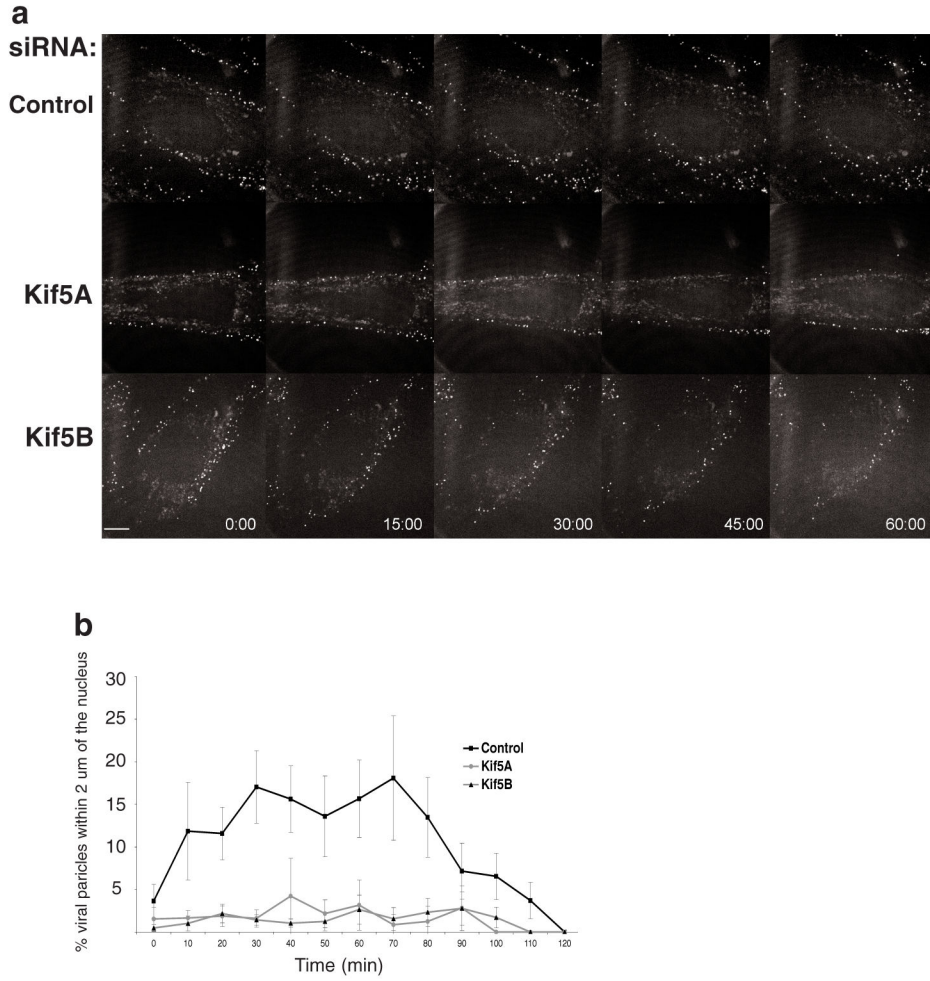 a
siRNA:
Control
Kif5A
Kif5B
0:00 15:00 30:00 45:00 60:00
b
% viral paricles within 2 um of the nucleus
30
25
20
15
10
5
Control
Kif5A
Kif5B
0 10 20 30 40 50 60 70 80 90 100 110 120
Time (min)